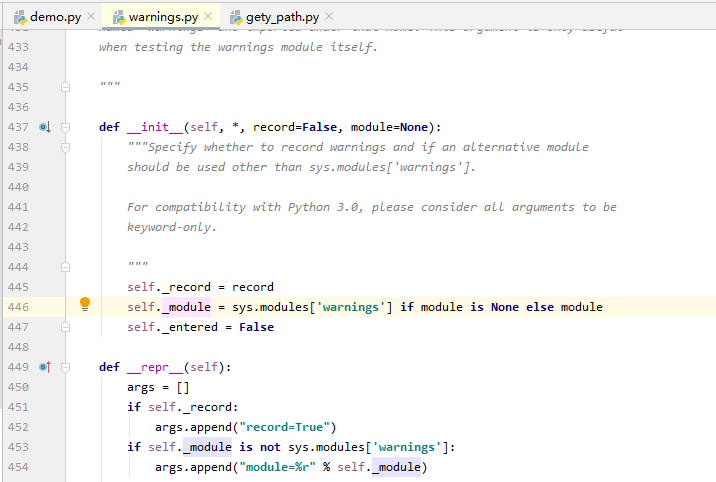 demo.py
warnings.py
gety_path.py
433 when testing the warnings module itself.
434
435 """
436
437 def __init__(self, *, record=False, module=None):
438 """Specify whether to record warnings and if an alternative module
439 should be used other than sys.modules['warnings'].
440
441 For compatibility with Python 3.0, please consider all arguments to be
442 keyword-only.
443
444 """
445 self._record = record
446 self._module = sys.modules['warnings'] if module is None else module
447 self._entered = False
448
449 def __repr__(self):
450 args = []
451 if self._record:
452 args.append("record=True")
453 if self._module is not sys.modules['warnings']:
454 args.append("module=%r" % self._module)